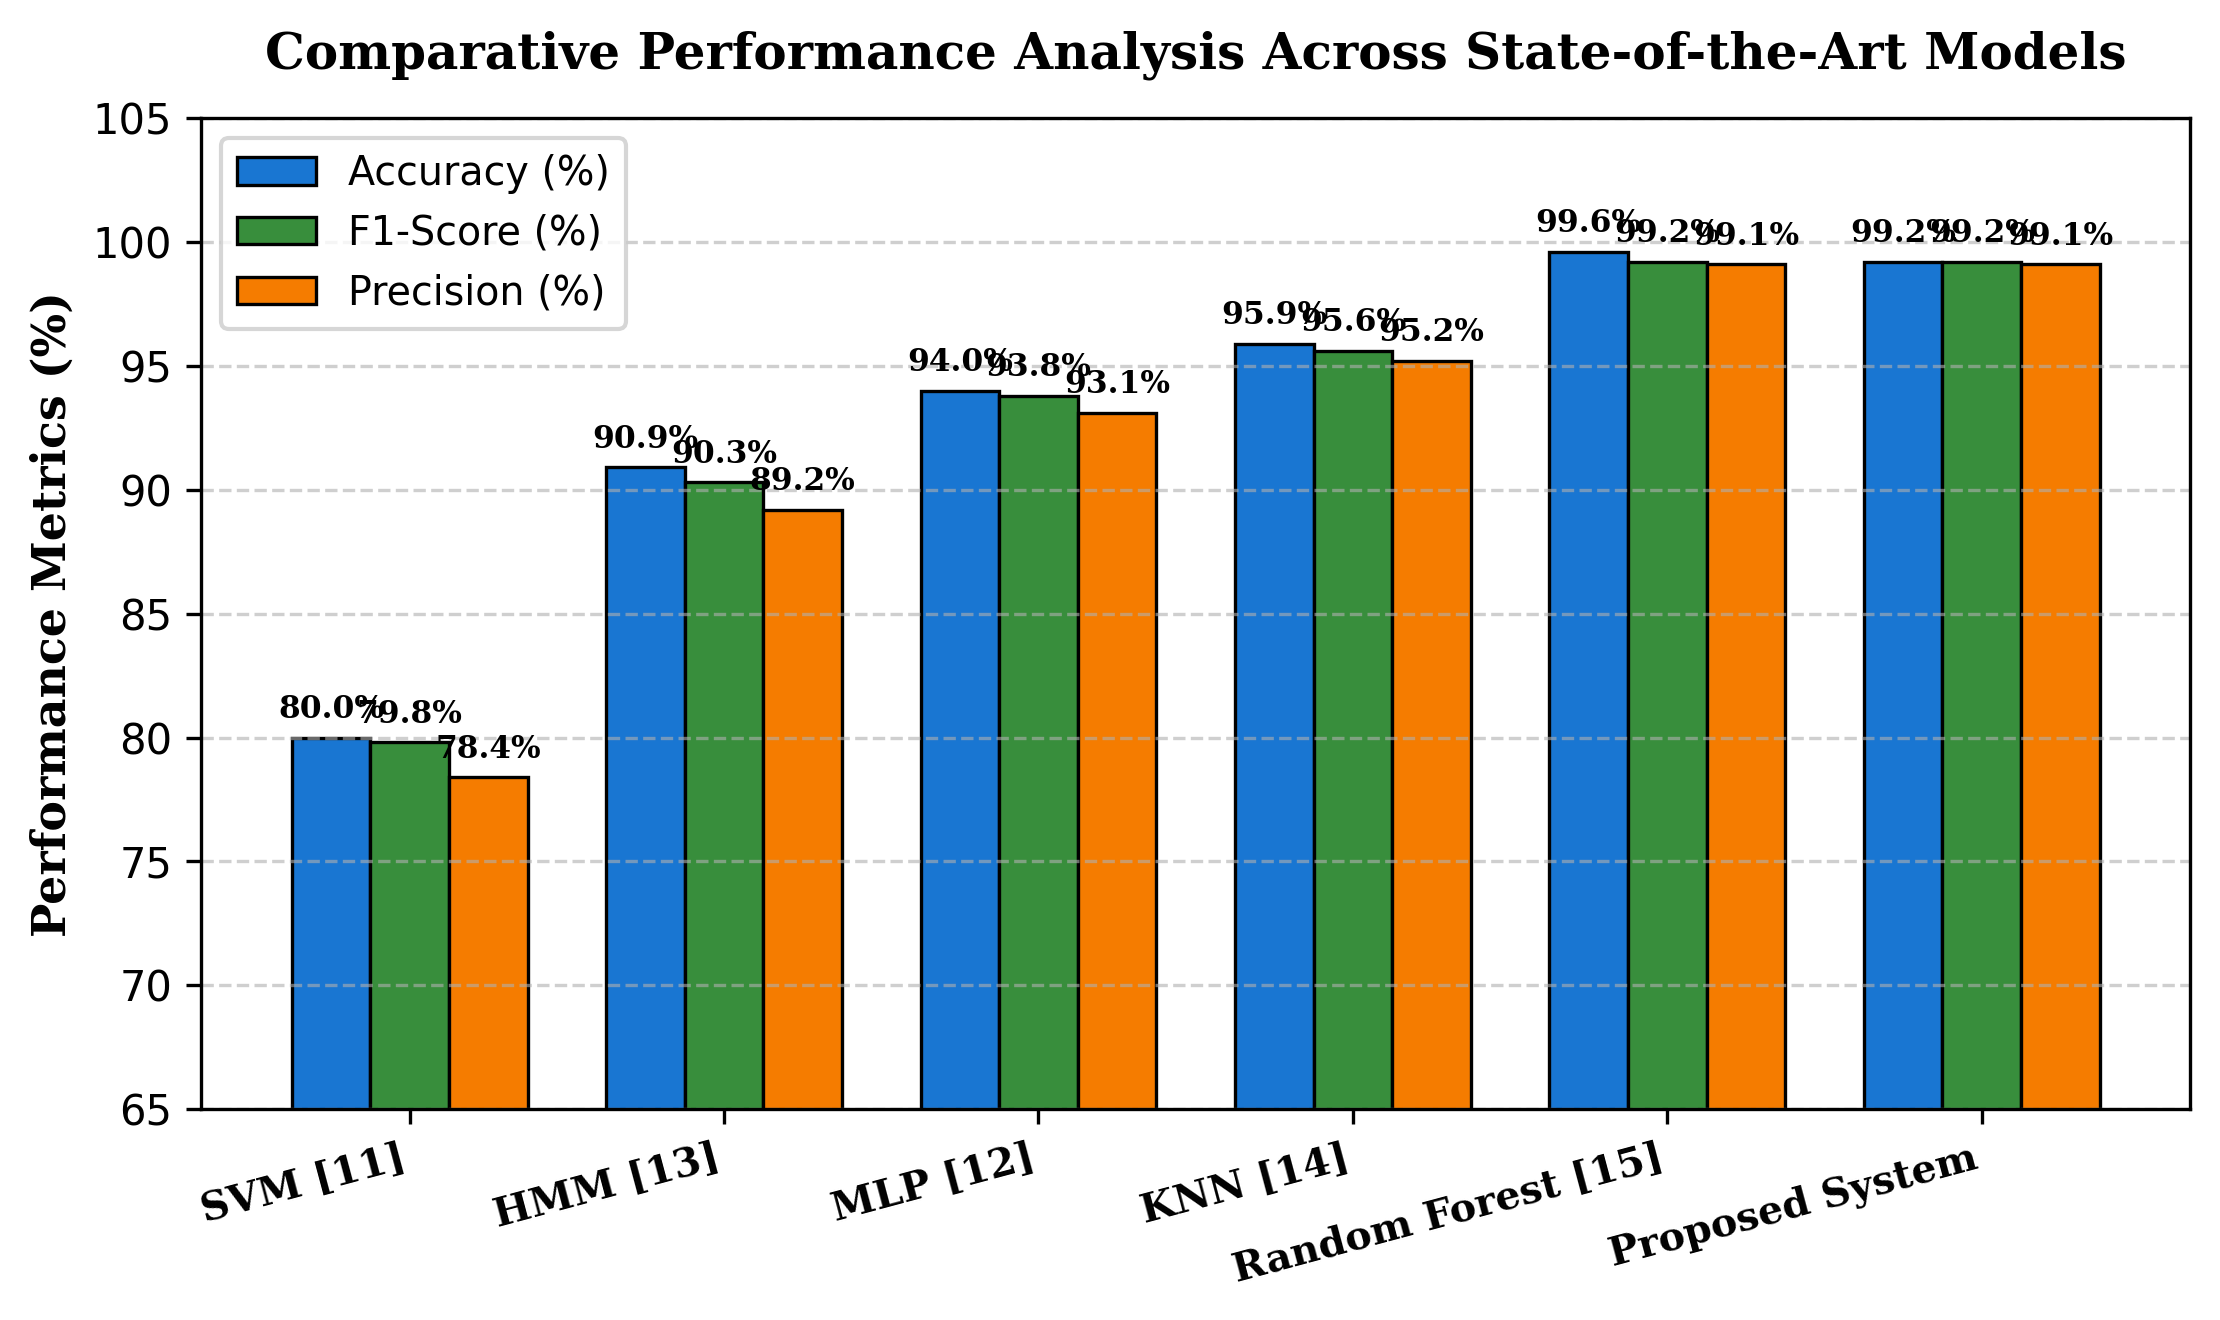 Comparative Performance Analysis Across State-of-the-Art Models
Performance Metrics (%)
105
100
95
90
85
80
75
70
65
Accuracy (%)
F1-Score (%)
Precision (%)
80.0% 79.8% 78.4%
90.9% 90.3% 89.2%
94.0% 93.8% 93.1%
95.9% 95.6% 95.2%
99.6% 99.2% 99.1%
99.2% 99.2% 99.1%
SVM [11]
HMM [13]
MLP [12]
KNN [14]
Random Forest [15]
Proposed System